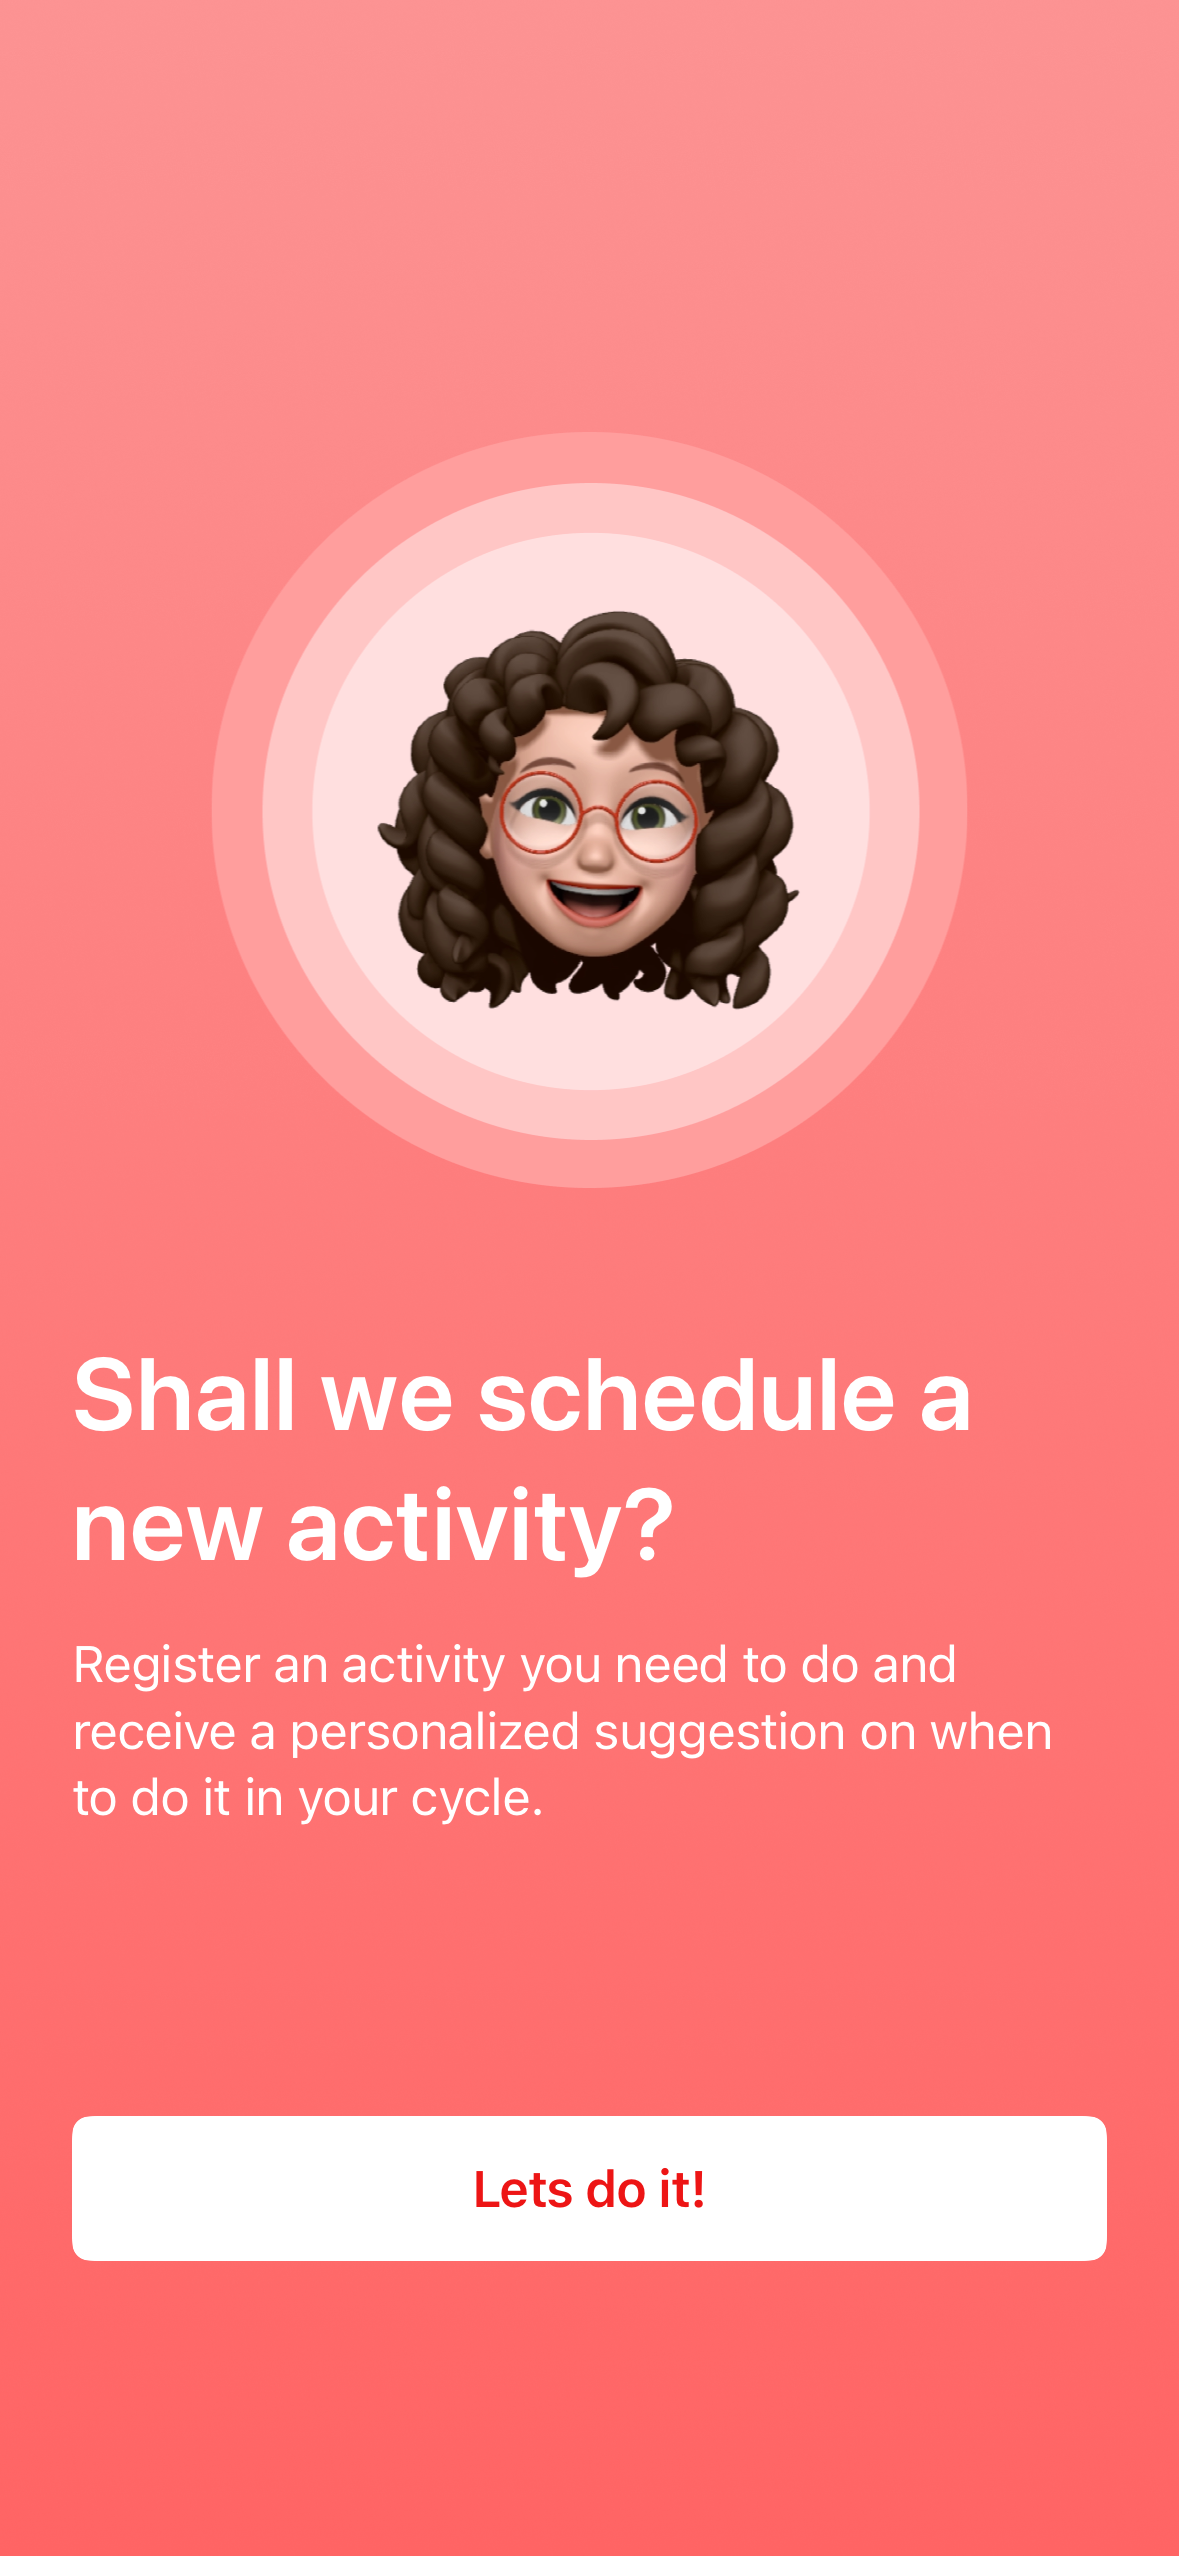 Shall we schedule a
new activity?
Register an activity you need to do and
receive a personalized suggestion on when
to do it in your cycle.
Lets do it!